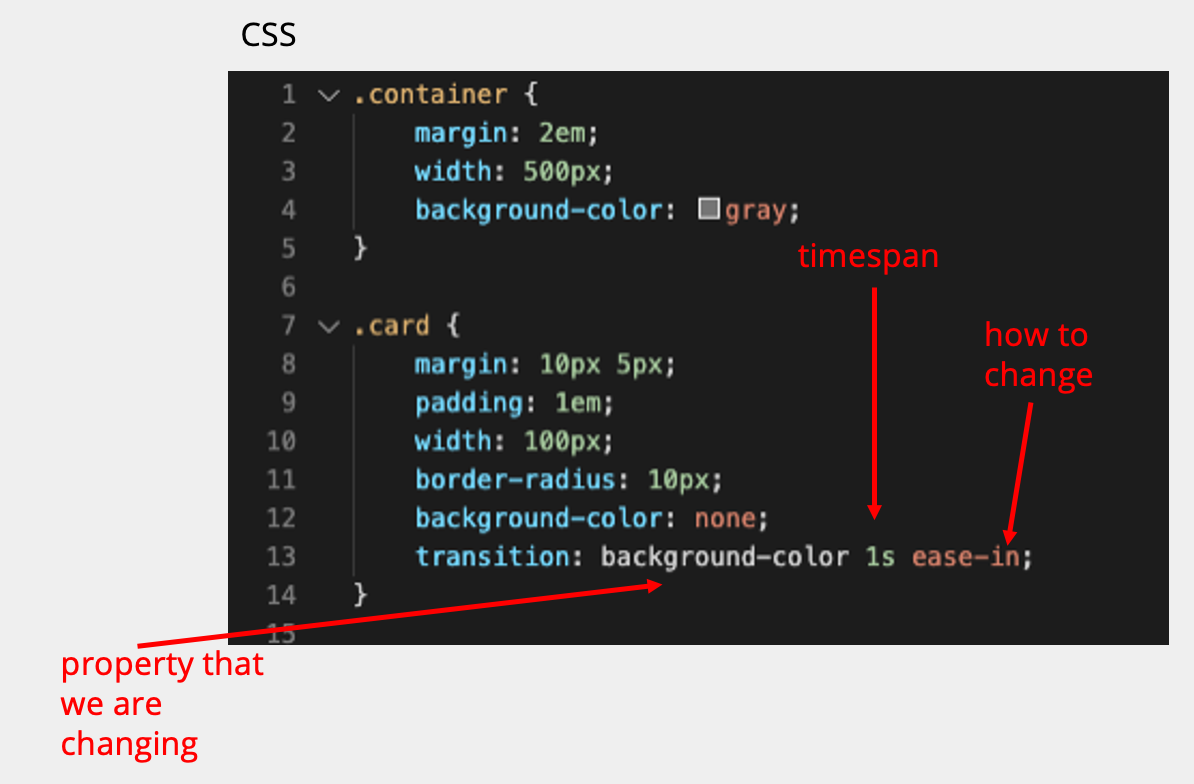 CSS
1 .container {
2 margin: 2em;
3 width: 500px;
4 background-color: gray;
5 }
timespan
6
7 .card {
how to
change
8 margin: 10px 5px;
9 padding: 1em;
10 width: 100px;
11 border-radius: 10px;
12 background-color: none;
13 transition: background-color 1s ease-in;
14 }
15
property that
we are
changing